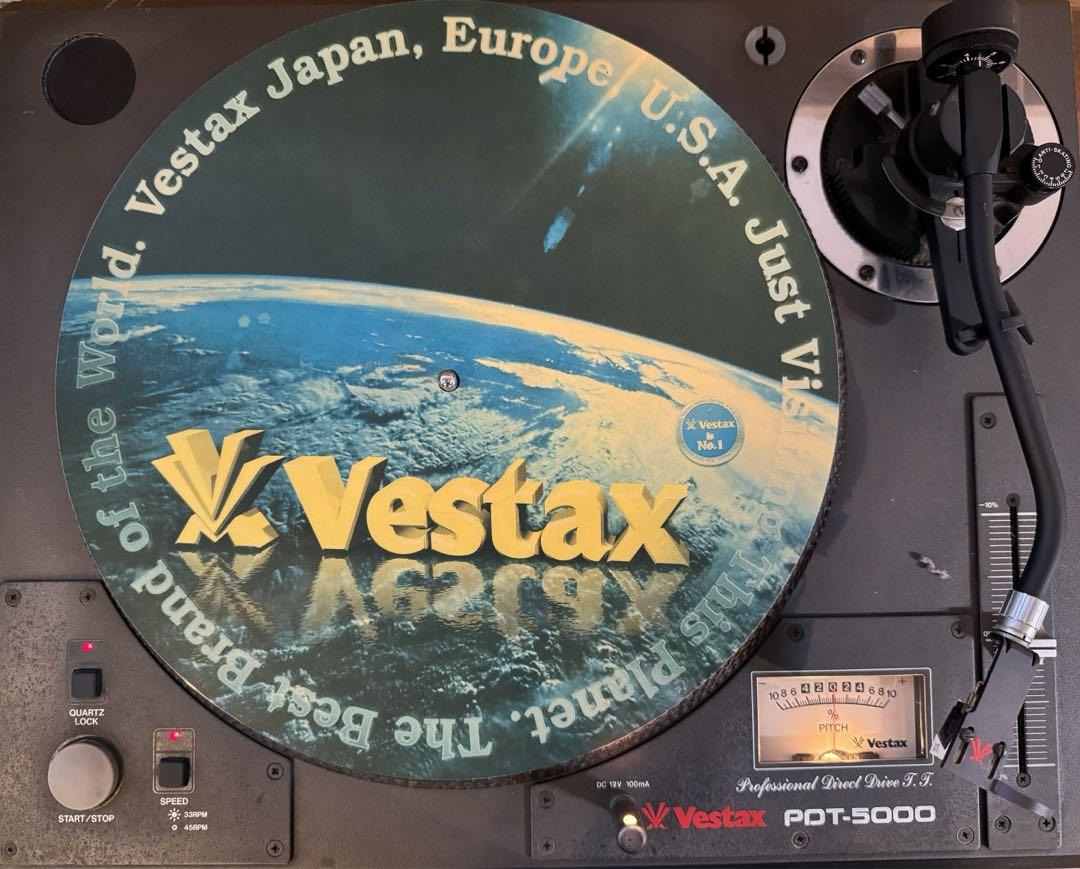 Vestax Japan, Europe, U.S.A. Just Visiting This Planet. The Best Brand of the World.
Vestax
is
No.1
Vestax
ANTI-SKATING
-10%
0
QUARTZ
LOCK
START/STOP
SPEED
33RPM
45RPM
10 8 6 4 2 0 2 4 6 8 10
- +
%
PITCH
Vestax
Professional Direct Drive T.T.
DC 12V 100mA
Vestax PDT-5000